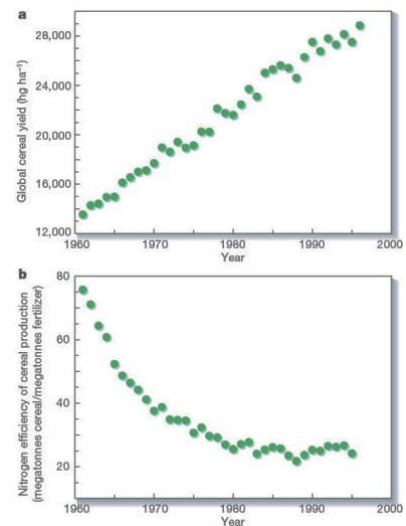 a
Global cereal yield (hg ha⁻¹)
28,000
24,000
20,000
16,000
12,000
1960
1970
1980
1990
2000
Year
b
Nitrogen efficiency of cereal production
(megatonnes cereal/megatonnes fertilizer)
80
60
40
20
1960
1970
1980
1990
2000
Year